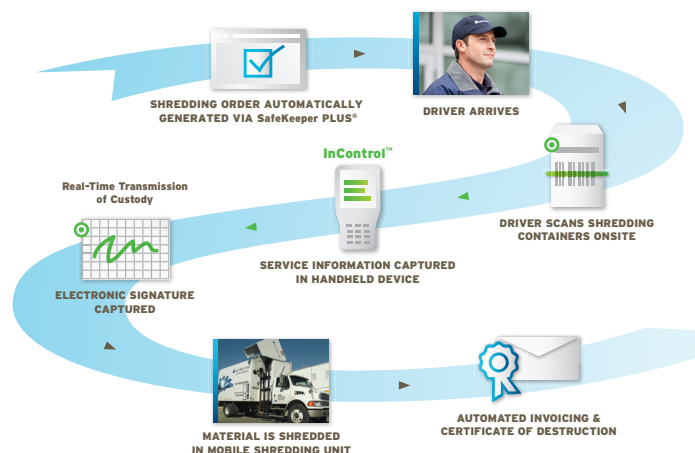 SHREDDING ORDER AUTOMATICALLY
GENERATED VIA SafeKeeper PLUS®
DRIVER ARRIVES
DRIVER SCANS SHREDDING
CONTAINERS ONSITE
InControl™
SERVICE INFORMATION CAPTURED
IN HANDHELD DEVICE
Real-Time Transmission
of Custody
ELECTRONIC SIGNATURE
CAPTURED
MATERIAL IS SHREDDED
IN MOBILE SHREDDING UNIT
AUTOMATED INVOICING &
CERTIFICATE OF DESTRUCTION